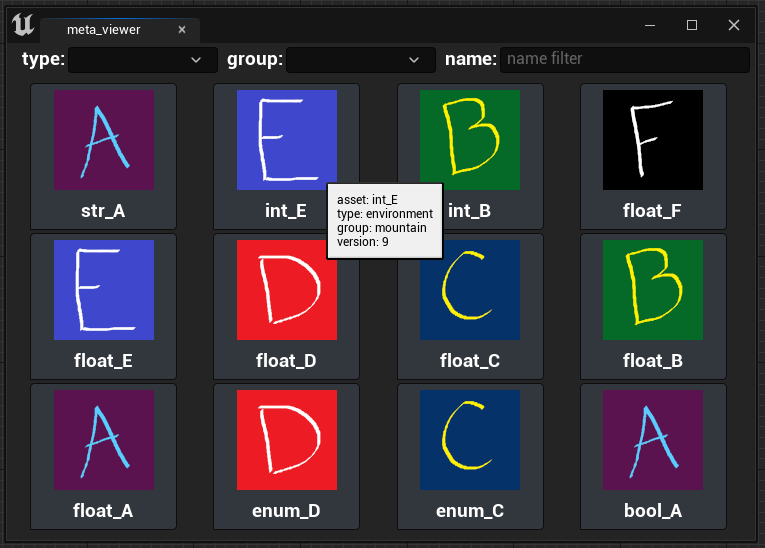 meta_viewer
type: group: name: name filter
A E B F
str_A int_E int_B float_F
asset: int_E
type: environment
group: mountain
version: 9
E D C B
float_E float_D float_C float_B
A D C A
float_A enum_D enum_C bool_A